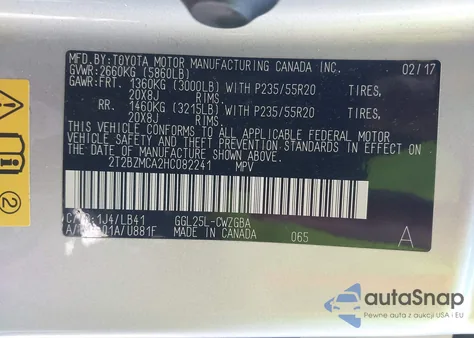 MFD.BY: TOYOTA MOTOR MANUFACTURING CANADA INC. 02/17
GVWR: 2660KG (5860LB)
GAWR:FRT. 1360KG (3000LB) WITH P235/55R20 TIRES,
20X8J RIMS.
RR. 1460KG (3215LB) WITH P235/55R20 TIRES,
20X8J RIMS.
THIS VEHICLE CONFORMS TO ALL APPLICABLE FEDERAL MOTOR
VEHICLE SAFETY STANDARDS IN EFFECT ON THE DATE OF
MANUFACTURE SHOWN ABOVE.
2T2BZMCA2HC082241 MPV
1J4/LB41 GGL25L-CWZGBA
01A/U881F MADE IN CANADA 065 A
2
autoSnap
Pewne auta z aukcji USA i EU